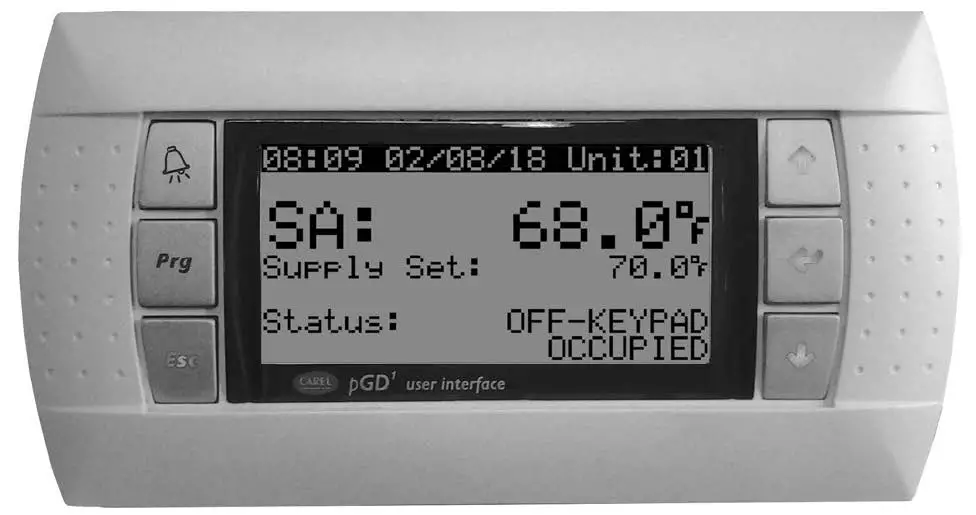 08:09 02/08/18 Unit:01
SA: 68.0°F
Supply Set: 70.0°F
Status: OFF-KEYPAD
OCCUPIED
Prg
Esc
CAREL pGD¹ user interface